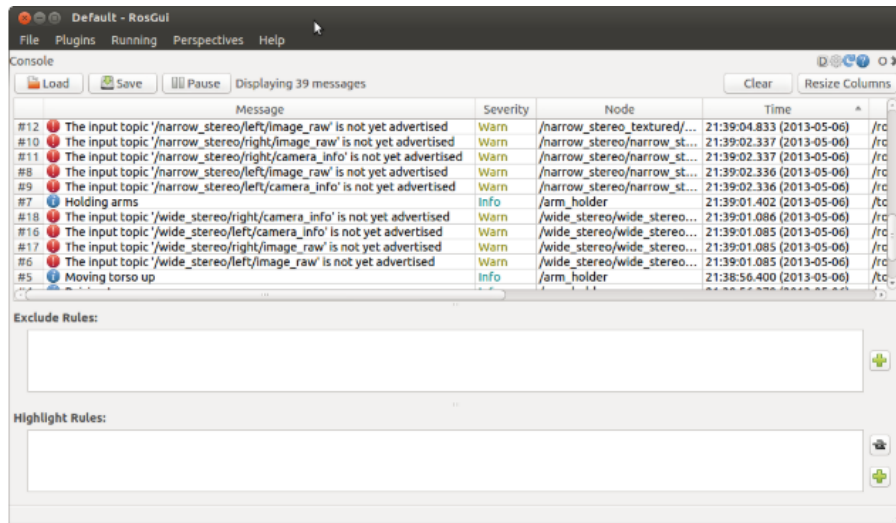 Default - RosGui
File Plugins Running Perspectives Help
Console D
Load Save Pause Displaying 39 messages Clear Resize Columns
Message Severity Node Time
#12 The input topic '/narrow_stereo/left/image_raw' is not yet advertised Warn /narrow_stereo_textured/... 21:39:04.833 (2013-05-06)
#10 The input topic '/narrow_stereo/right/image_raw' is not yet advertised Warn /narrow_stereo/narrow_st... 21:39:02.337 (2013-05-06)
#11 The input topic '/narrow_stereo/right/camera_info' is not yet advertised Warn /narrow_stereo/narrow_st... 21:39:02.337 (2013-05-06)
#8 The input topic '/narrow_stereo/left/image_raw' is not yet advertised Warn /narrow_stereo/narrow_st... 21:39:02.336 (2013-05-06)
#9 The input topic '/narrow_stereo/left/camera_info' is not yet advertised Warn /narrow_stereo/narrow_st... 21:39:02.336 (2013-05-06)
#7 Holding arms Info /arm_holder 21:39:01.402 (2013-05-06)
#18 The input topic '/wide_stereo/right/camera_info' is not yet advertised Warn /wide_stereo/wide_stereo... 21:39:01.086 (2013-05-06)
#16 The input topic '/wide_stereo/left/camera_info' is not yet advertised Warn /wide_stereo/wide_stereo... 21:39:01.085 (2013-05-06)
#17 The input topic '/wide_stereo/right/image_raw' is not yet advertised Warn /wide_stereo/wide_stereo... 21:39:01.085 (2013-05-06)
#6 The input topic '/wide_stereo/left/image_raw' is not yet advertised Warn /wide_stereo/wide_stereo... 21:39:01.085 (2013-05-06)
#5 Moving torso up Info /arm_holder 21:38:56.400 (2013-05-06)
Exclude Rules:
Highlight Rules: